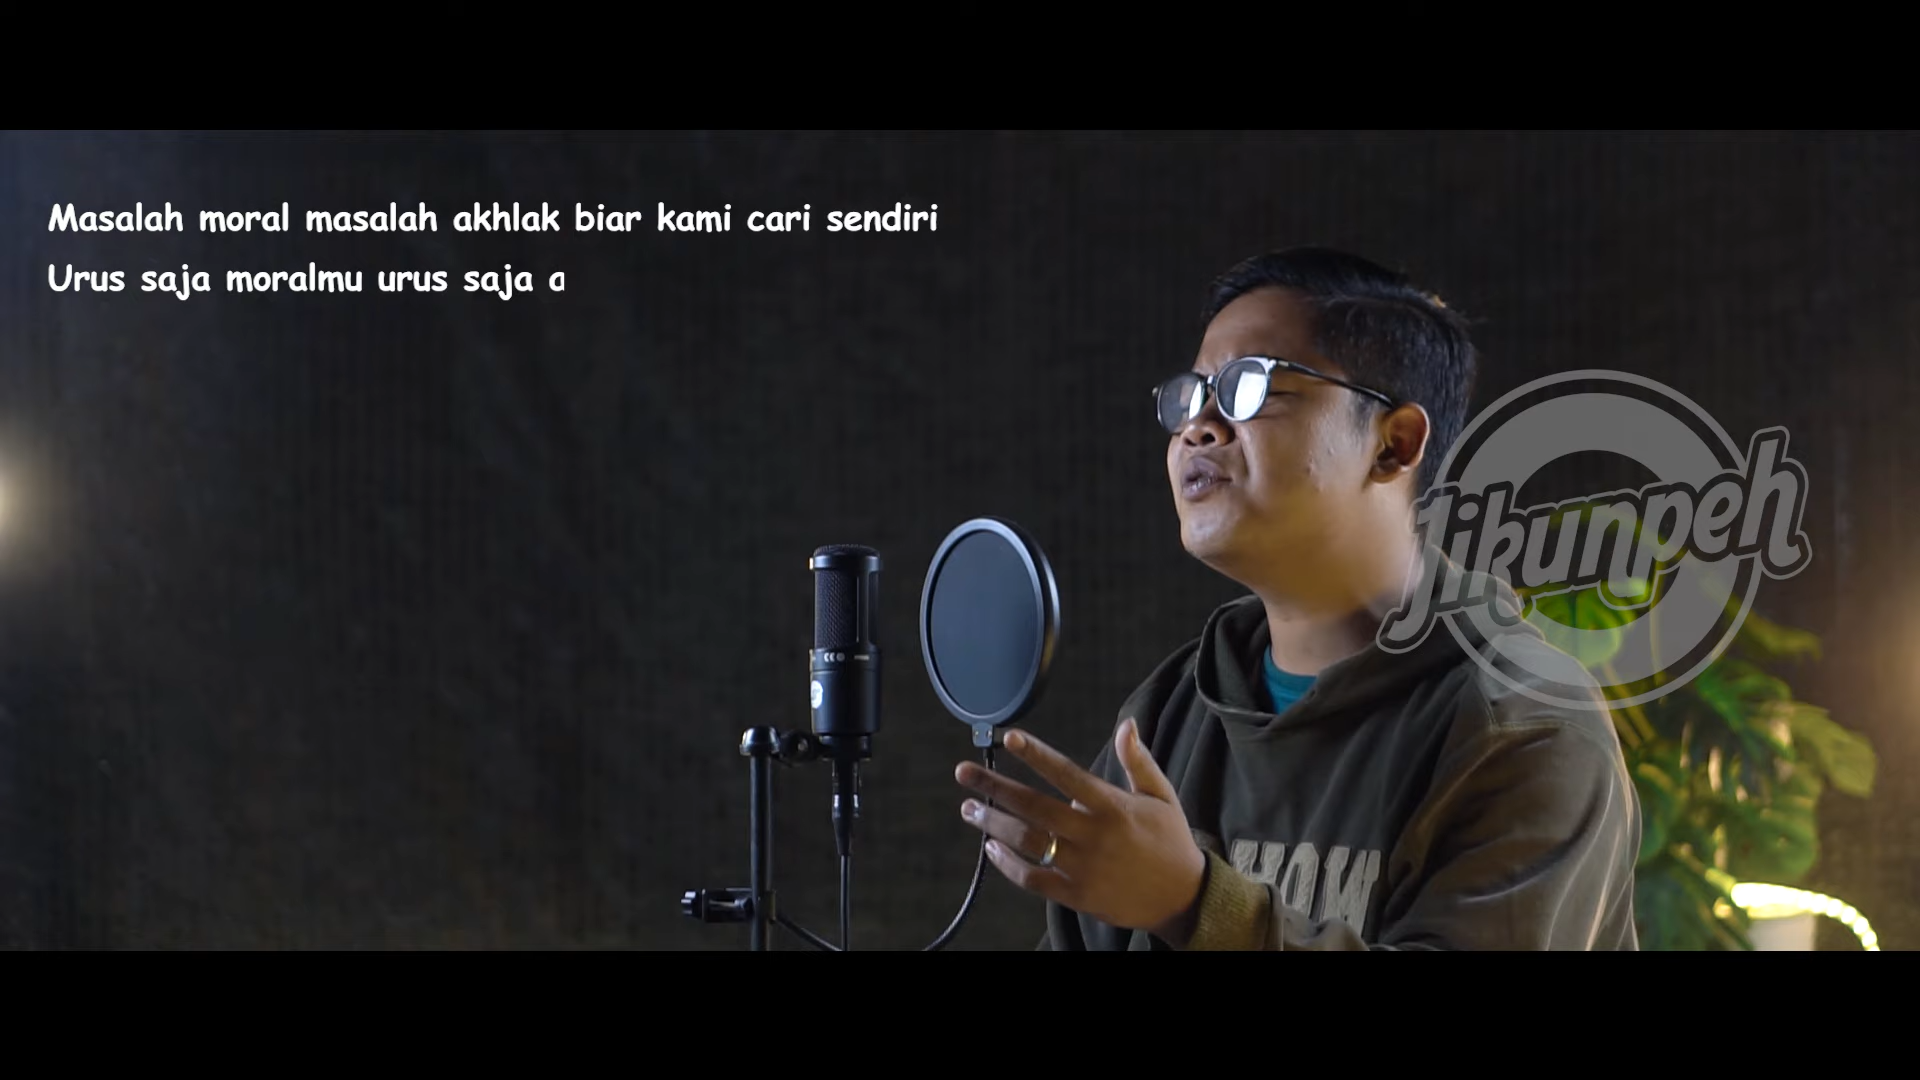 Masalah moral masalah akhlak biar kami cari sendiri
Urus saja moralmu urus saja a
Jikunpeh